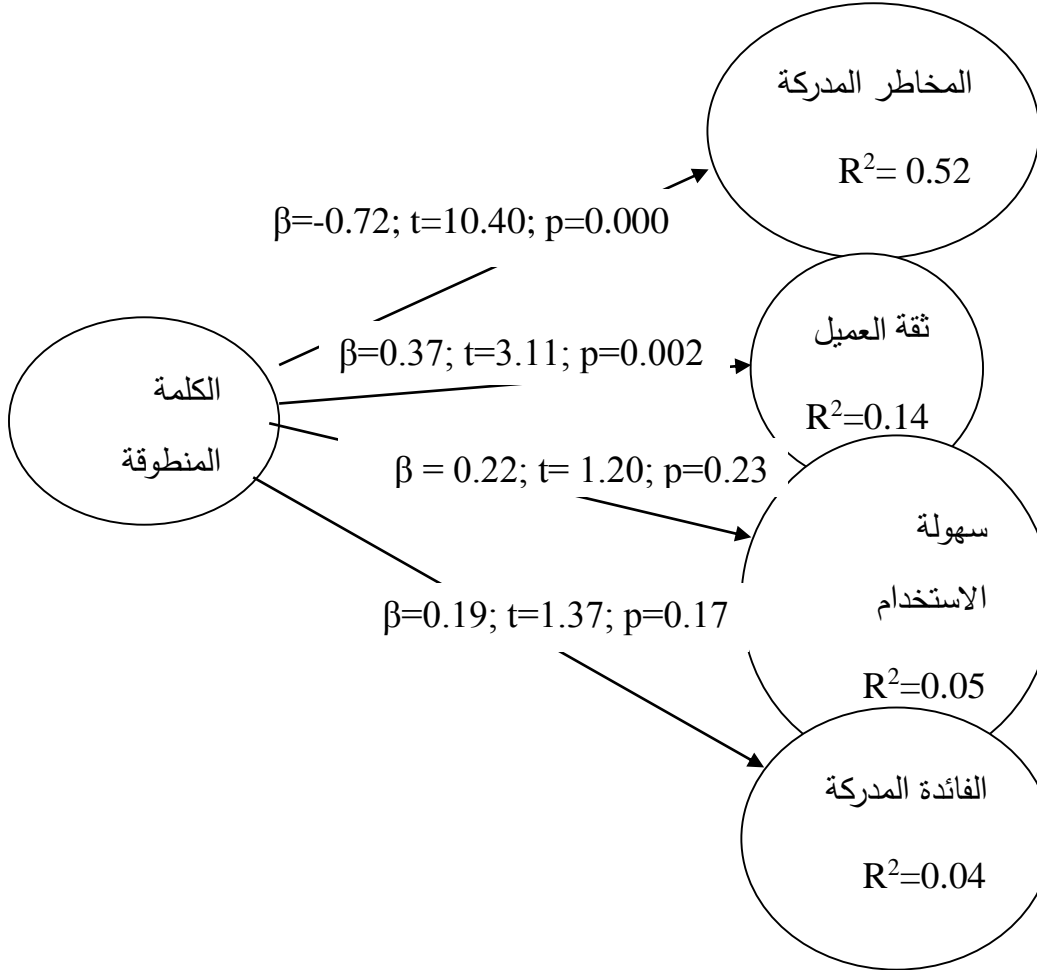 المخاطر المدركة
R²= 0.52
β=-0.72; t=10.40; p=0.000
ثقة العميل
R²=0.14
β=0.37; t=3.11; p=0.002
الكلمة
المنطوقة
β = 0.22; t= 1.20; p=0.23
سهولة
الاستخدام
R²=0.05
β=0.19; t=1.37; p=0.17
الفائدة المدركة
R²=0.04